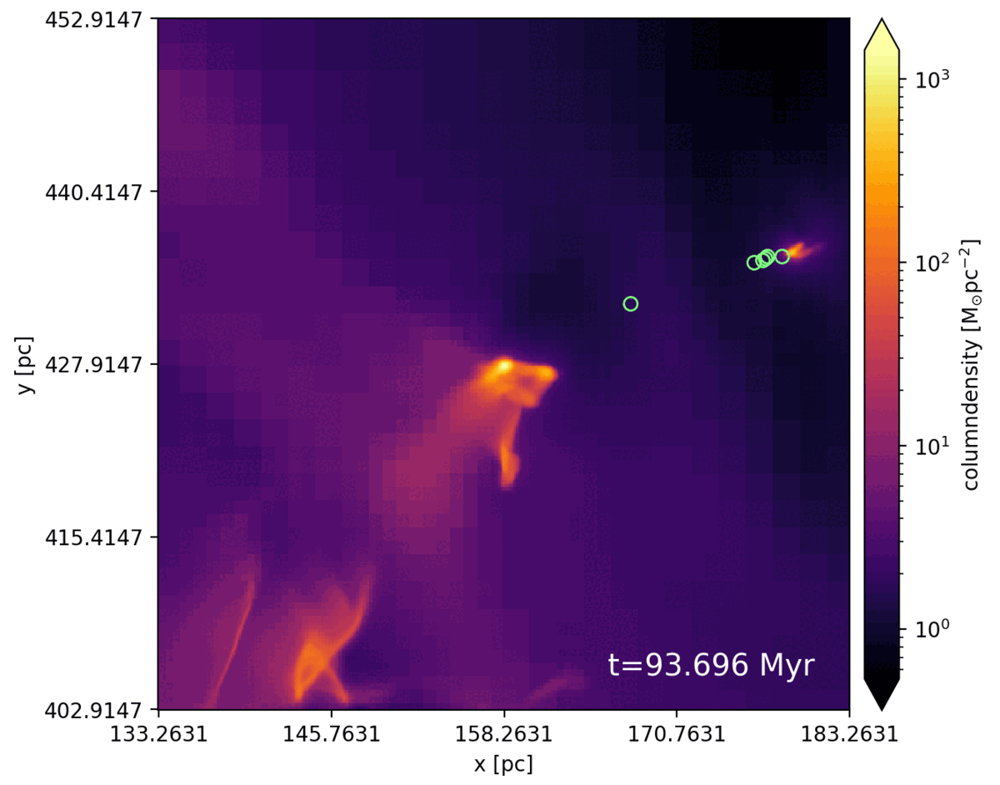 452.9147
440.4147
427.9147
415.4147
402.9147
y [pc]
133.2631 145.7631 158.2631 170.7631 183.2631
x [pc]
t=93.696 Myr
10³
10²
10¹
10⁰
columndensity [M⊙pc⁻²]